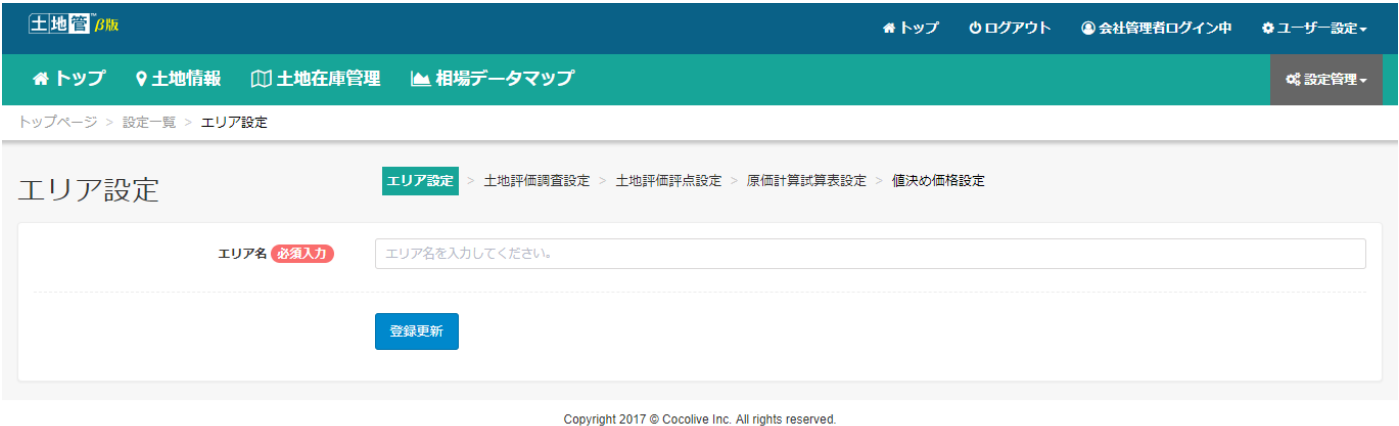 土地管™β版 トップ ログアウト 会社管理者ログイン中 ユーザー設定
トップ 土地情報 土地在庫管理 相場データマップ 設定管理
トップページ > 設定一覧 > エリア設定
エリア設定 エリア設定 > 土地評価調査設定 > 土地評価評点設定 > 原価計算試算表設定 > 値決め価格設定
エリア名 必須入力 エリア名を入力してください。
登録更新
Copyright 2017 © Cocolive Inc. All rights reserved.